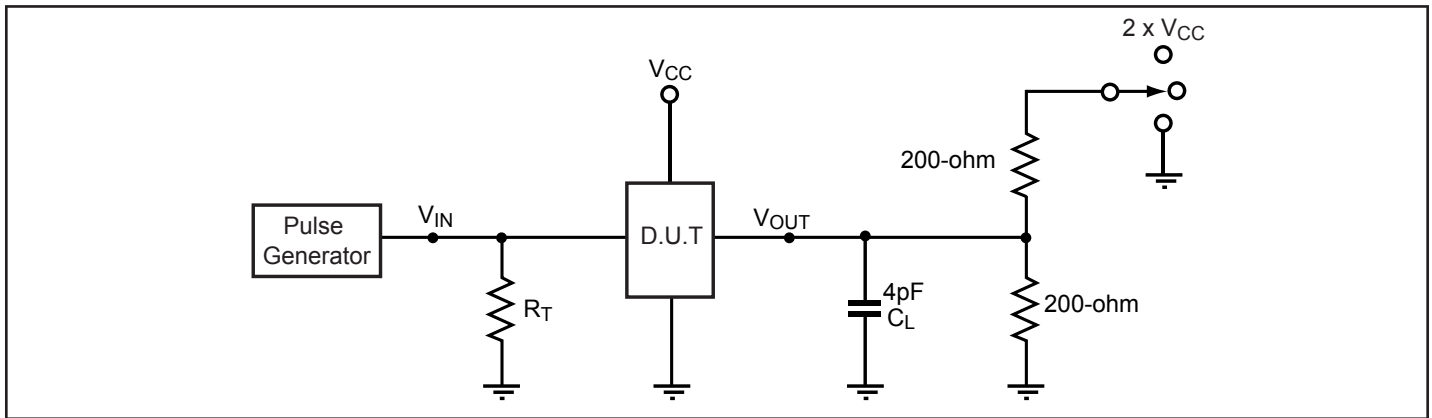 2 x VCC
VCC
200-ohm
Pulse
Generator
VIN
D.U.T
VOUT
RT
4pF
CL
200-ohm